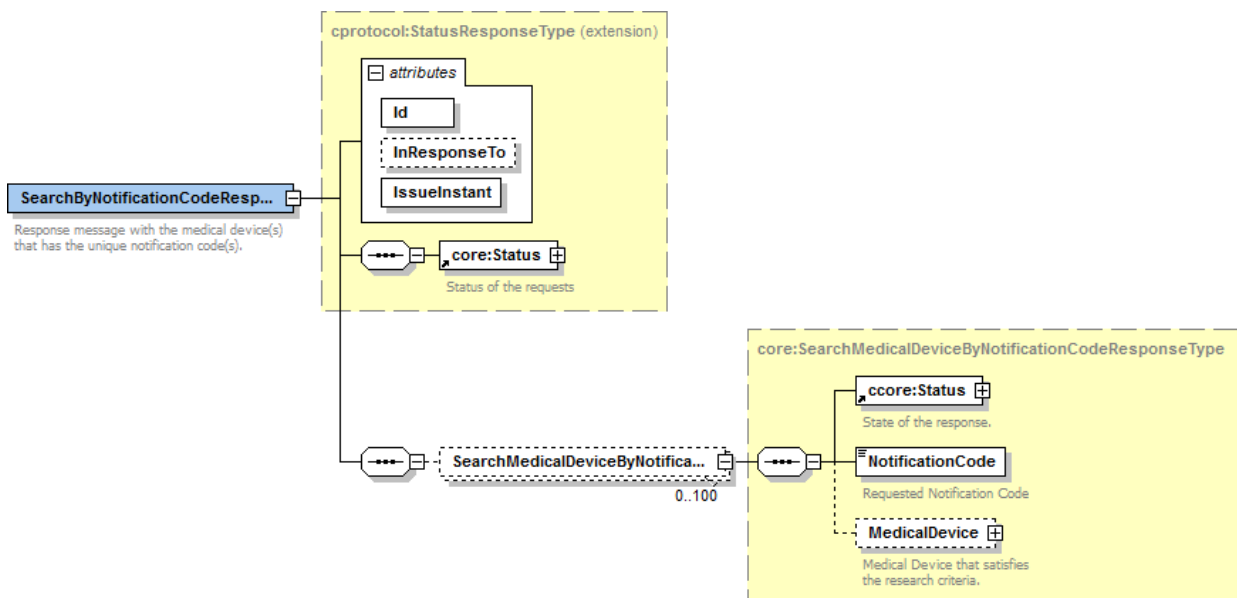 cprotocol:StatusResponseType (extension)
attributes
Id
InResponseTo
IssueInstant
SearchByNotificationCodeResp...
Response message with the medical device(s)
that has the unique notification code(s).
core:Status
Status of the requests
core:SearchMedicalDeviceByNotificationCodeResponseType
ccore:Status
State of the response.
SearchMedicalDeviceByNotifica...
0..100
NotificationCode
Requested Notification Code
MedicalDevice
Medical Device that satisfies
the research criteria.